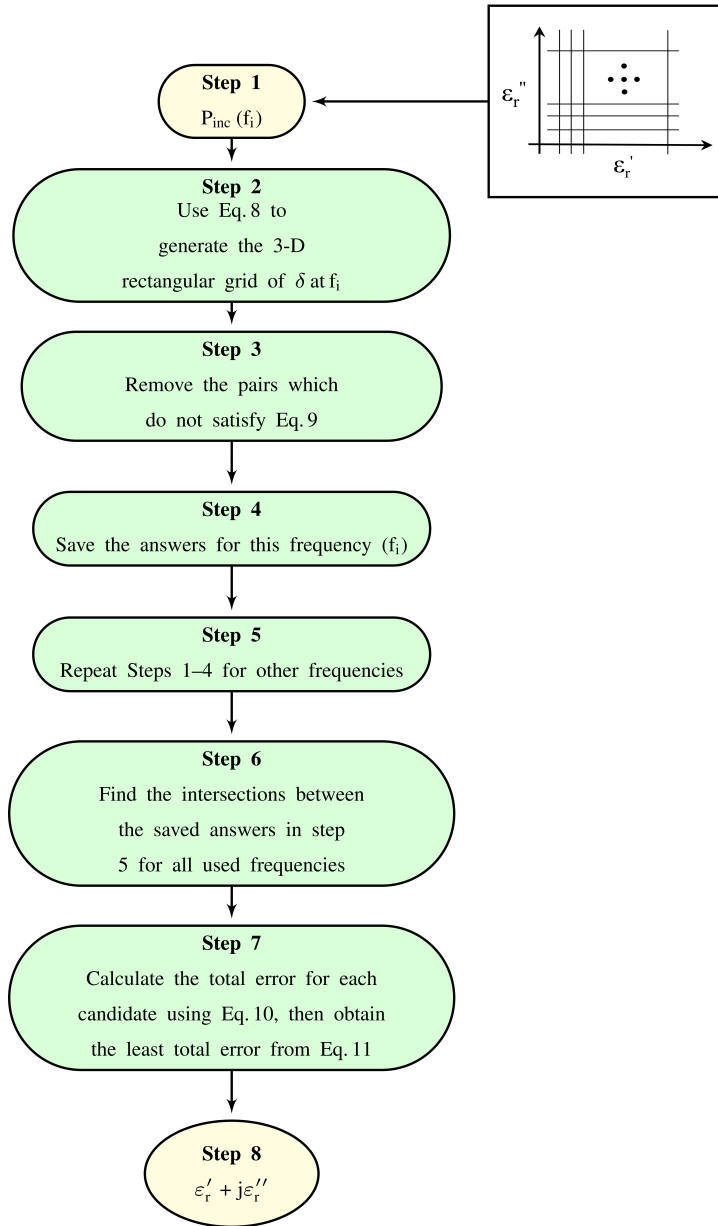 Step 1
P_inc (f_i)
ε_r''
ε_r'
Step 2
Use Eq. 8 to
generate the 3-D
rectangular grid of δ at f_i
Step 3
Remove the pairs which
do not satisfy Eq. 9
Step 4
Save the answers for this frequency (f_i)
Step 5
Repeat Steps 1–4 for other frequencies
Step 6
Find the intersections between
the saved answers in step
5 for all used frequencies
Step 7
Calculate the total error for each
candidate using Eq. 10, then obtain
the least total error from Eq. 11
Step 8
ε_r′ + jε_r′′